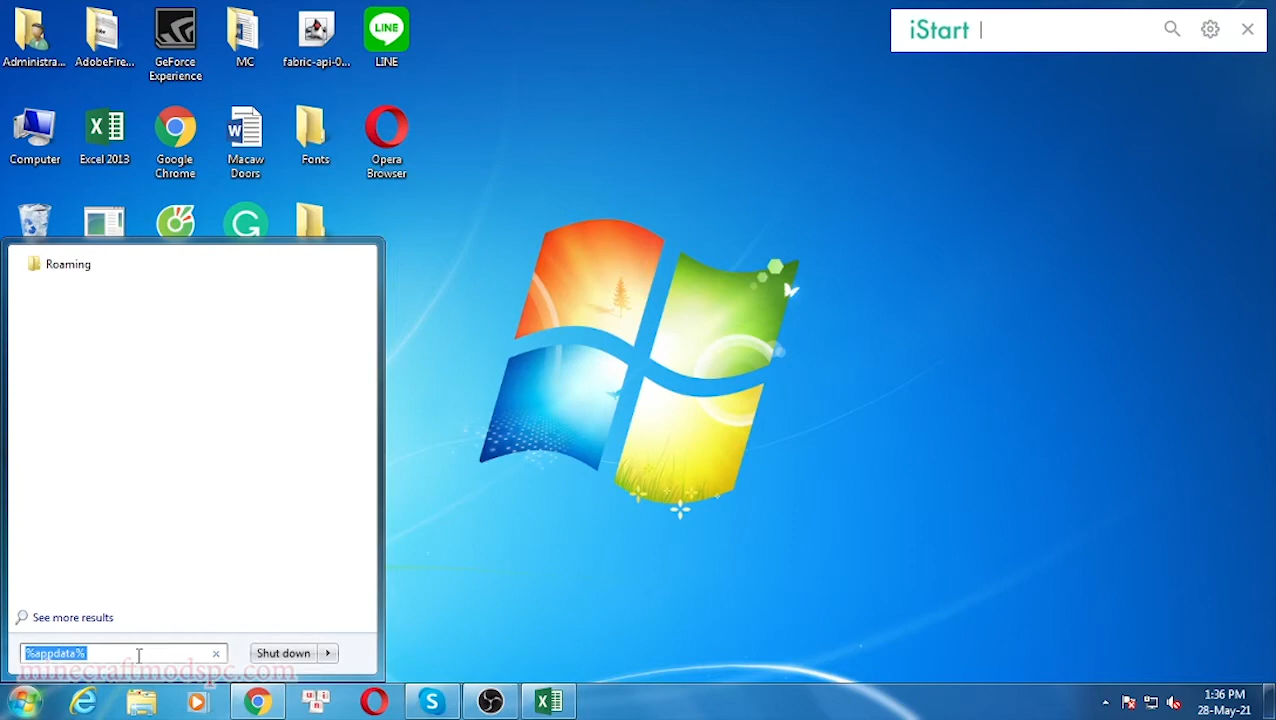 iStart
Administra...
AdobeFire...
GeForce
Experience
MC
fabric-api-0...
LINE
LINE
Computer
Excel 2013
Google
Chrome
Macaw
Doors
Fonts
Opera
Browser
Roaming
See more results
%appdata%
Shut down
minecraftmodspc.com
1:36 PM
28-May-21